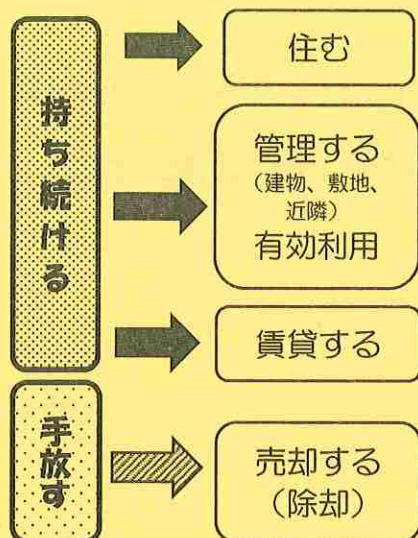 持ち続ける
住む
管理する
(建物、敷地、
近隣)
有効利用
賃貸する
手放す
売却する
(除却)